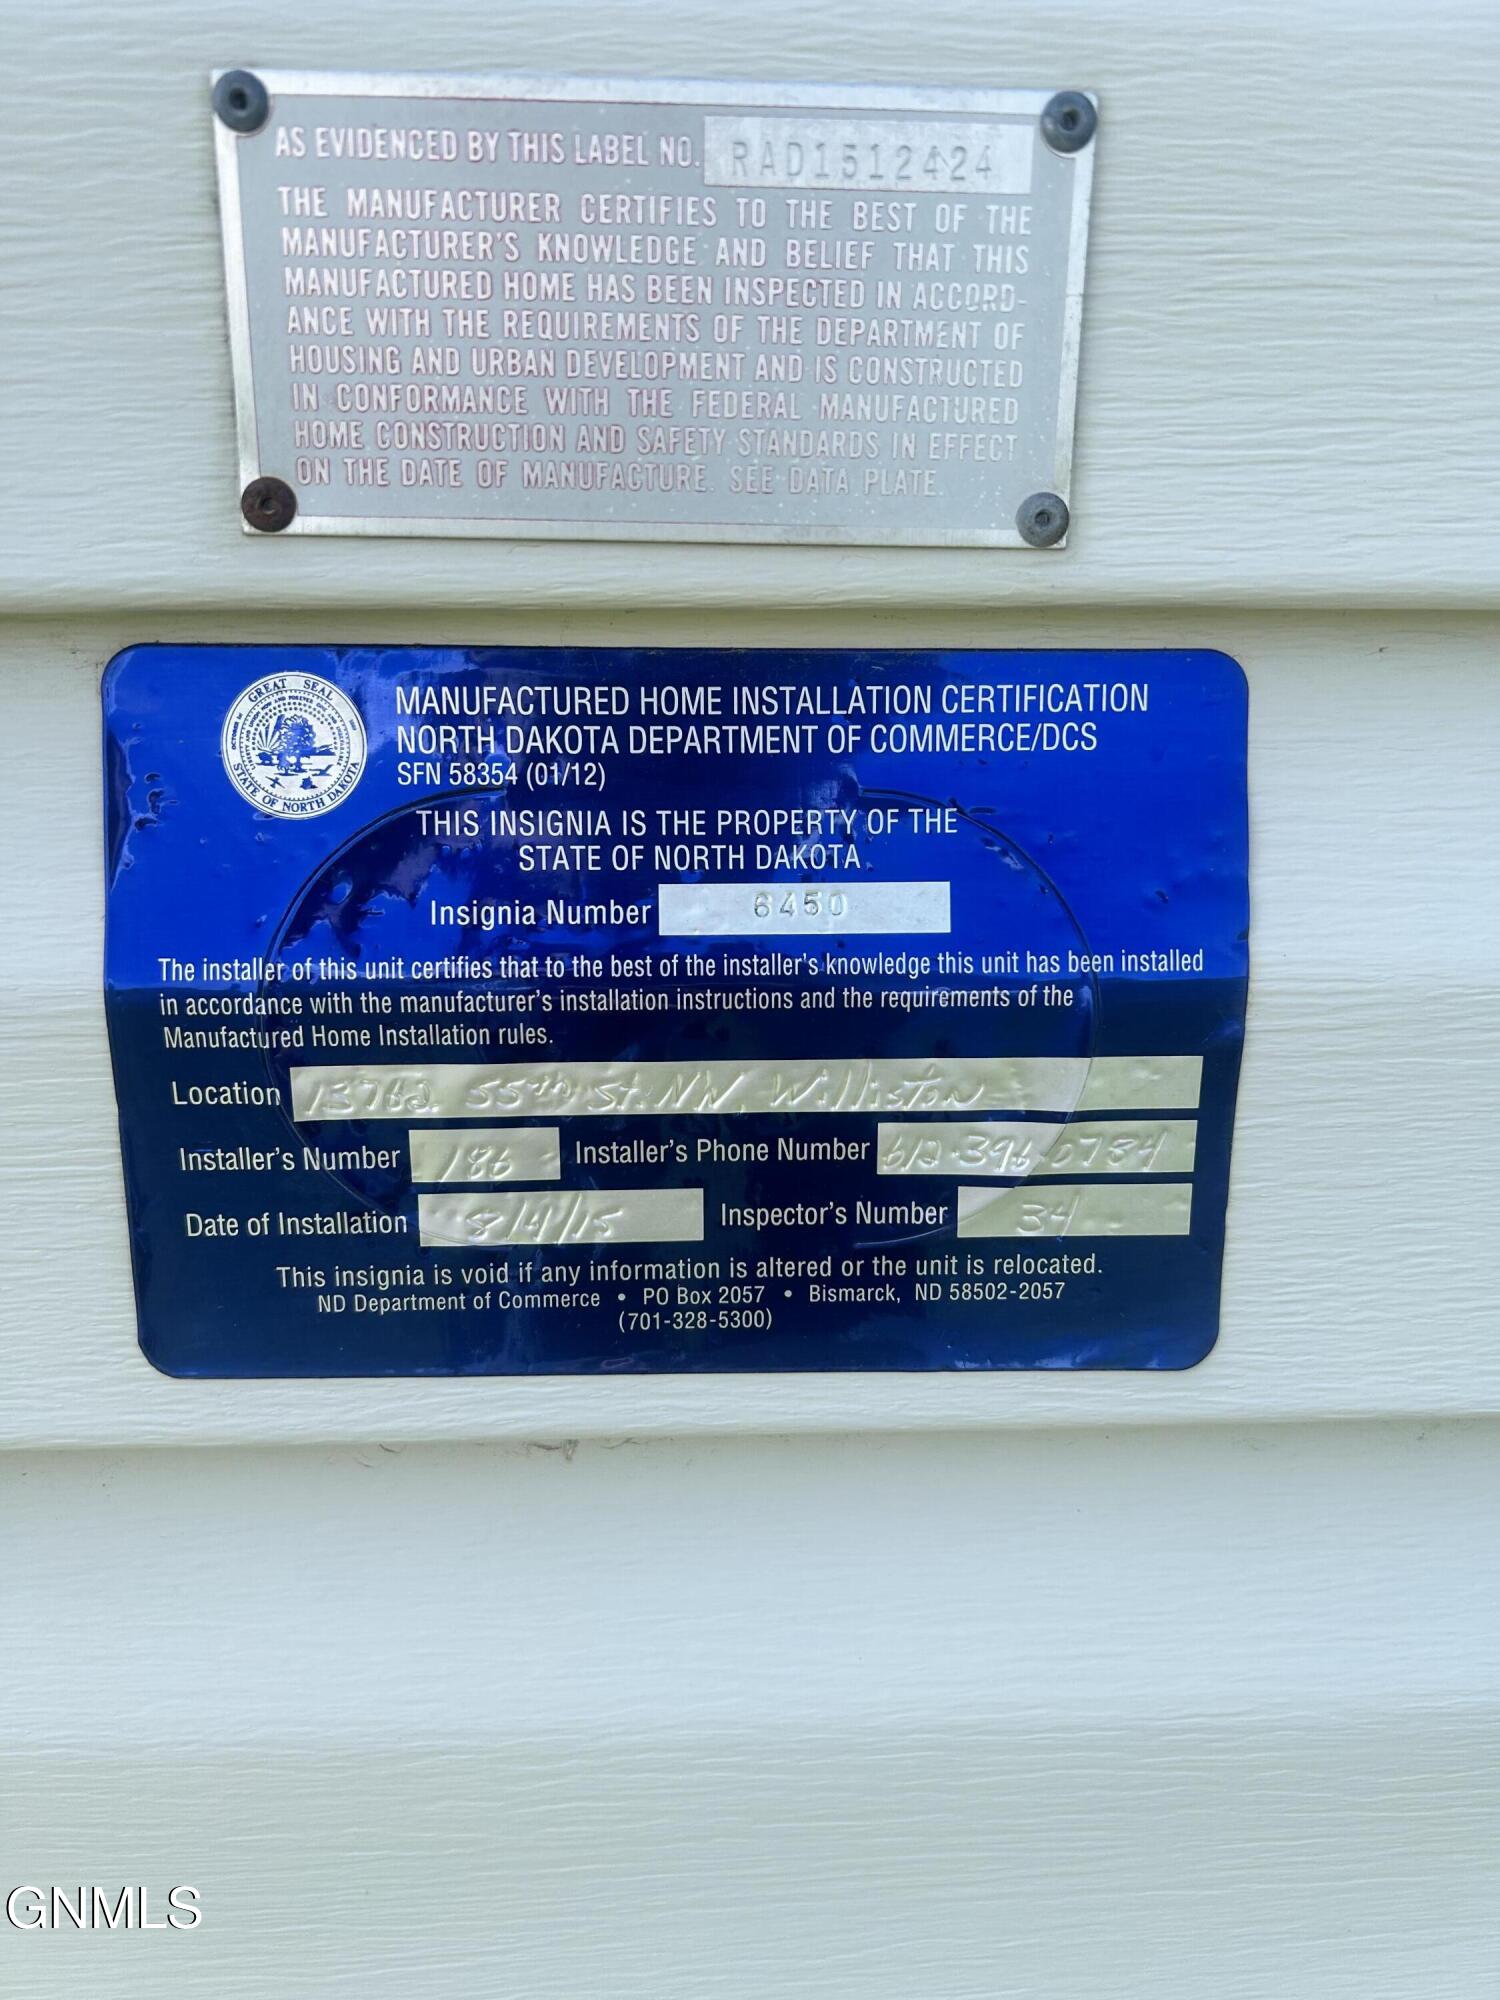 AS EVIDENCED BY THIS LABEL NO. RAD1512424
THE MANUFACTURER CERTIFIES TO THE BEST OF THE
MANUFACTURER'S KNOWLEDGE AND BELIEF THAT THIS
MANUFACTURED HOME HAS BEEN INSPECTED IN ACCORD-
ANCE WITH THE REQUIREMENTS OF THE DEPARTMENT OF
HOUSING AND URBAN DEVELOPMENT AND IS CONSTRUCTED
IN CONFORMANCE WITH THE FEDERAL MANUFACTURED
HOME CONSTRUCTION AND SAFETY STANDARDS IN EFFECT
ON THE DATE OF MANUFACTURE. SEE DATA PLATE.
GREAT SEAL
STATE OF NORTH DAKOTA
MANUFACTURED HOME INSTALLATION CERTIFICATION
NORTH DAKOTA DEPARTMENT OF COMMERCE/DCS
SFN 58354 (01/12)
THIS INSIGNIA IS THE PROPERTY OF THE
STATE OF NORTH DAKOTA
Insignia Number 6450
The installer of this unit certifies that to the best of the installer's knowledge this unit has been installed
in accordance with the manufacturer's installation instructions and the requirements of the
Manufactured Home Installation rules.
Location 13762 55th St. NW, Williston
Installer's Number 186 Installer's Phone Number 612-396-0784
Date of Installation 8/4/15 Inspector's Number 34
This insignia is void if any information is altered or the unit is relocated.
ND Department of Commerce • PO Box 2057 • Bismarck, ND 58502-2057
(701-328-5300)
GNMLS